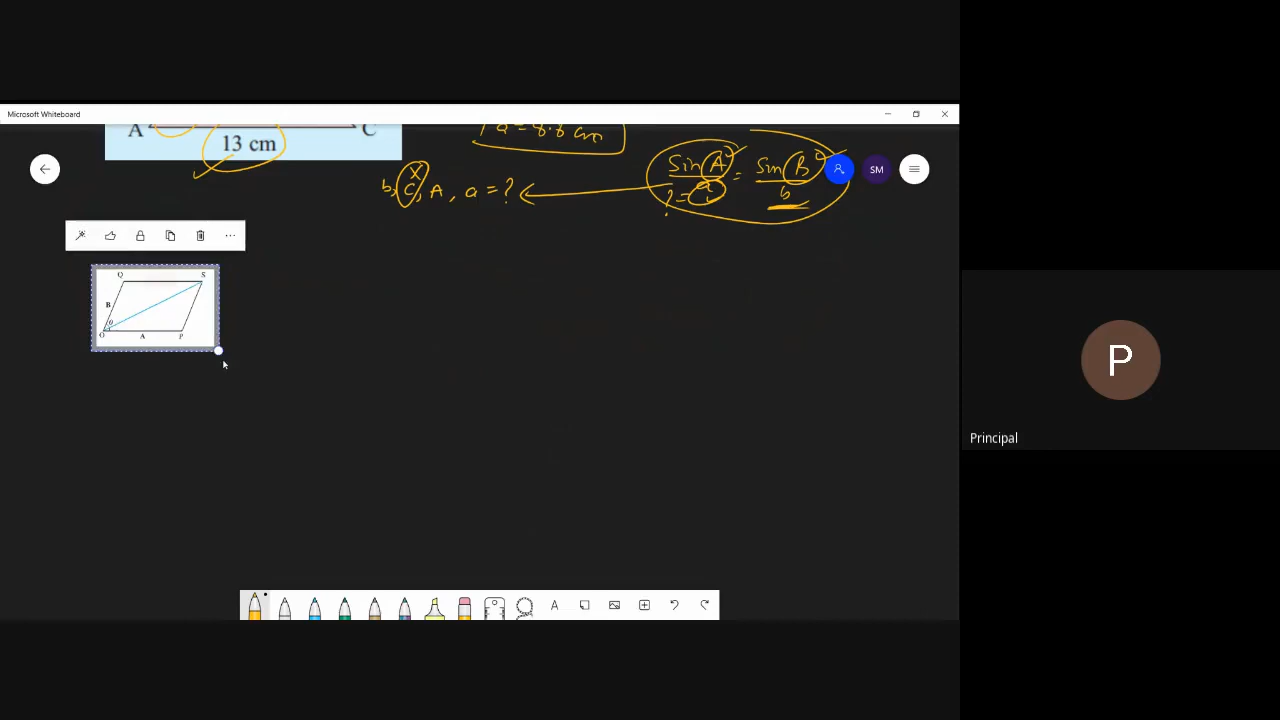 Microsoft Whiteboard
A C
13 cm
a = 8.8 cm
b, c, A, a = ?
x
Sin A = Sin B
? = a b
SM
Q S
B
θ
O A P
A
P
Principal